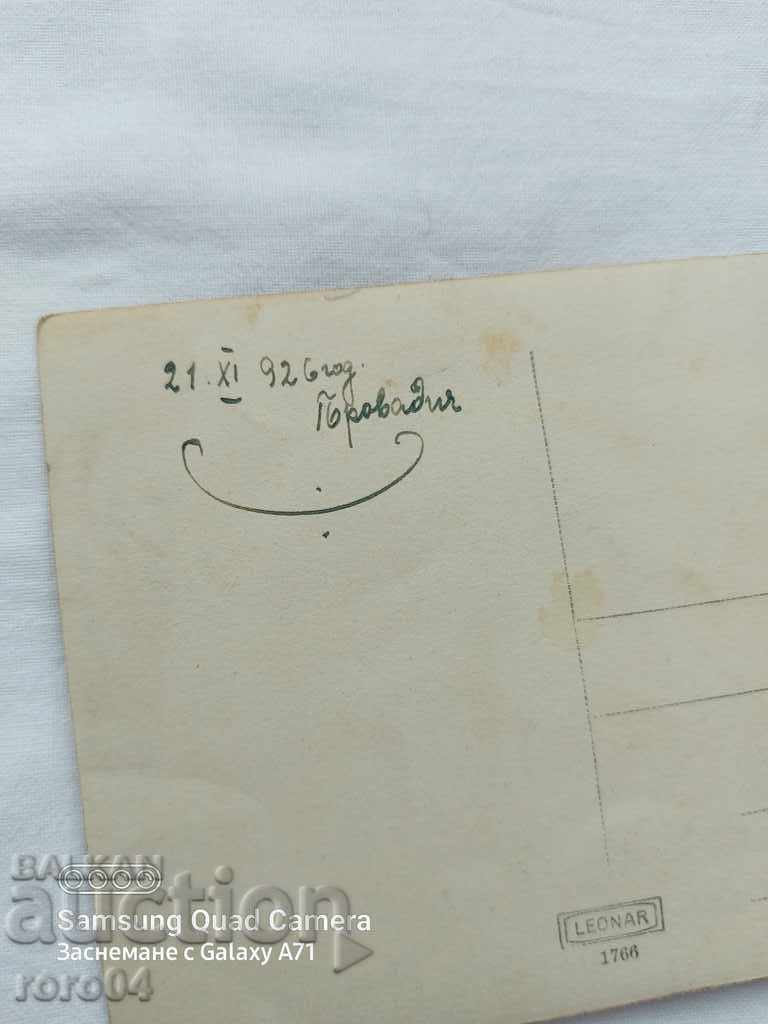 21. XI 926 год.
Провадия
LEONAR
1766
BALKAN
auction
Samsung Quad Camera
Заснемане с Galaxy A71
roro04